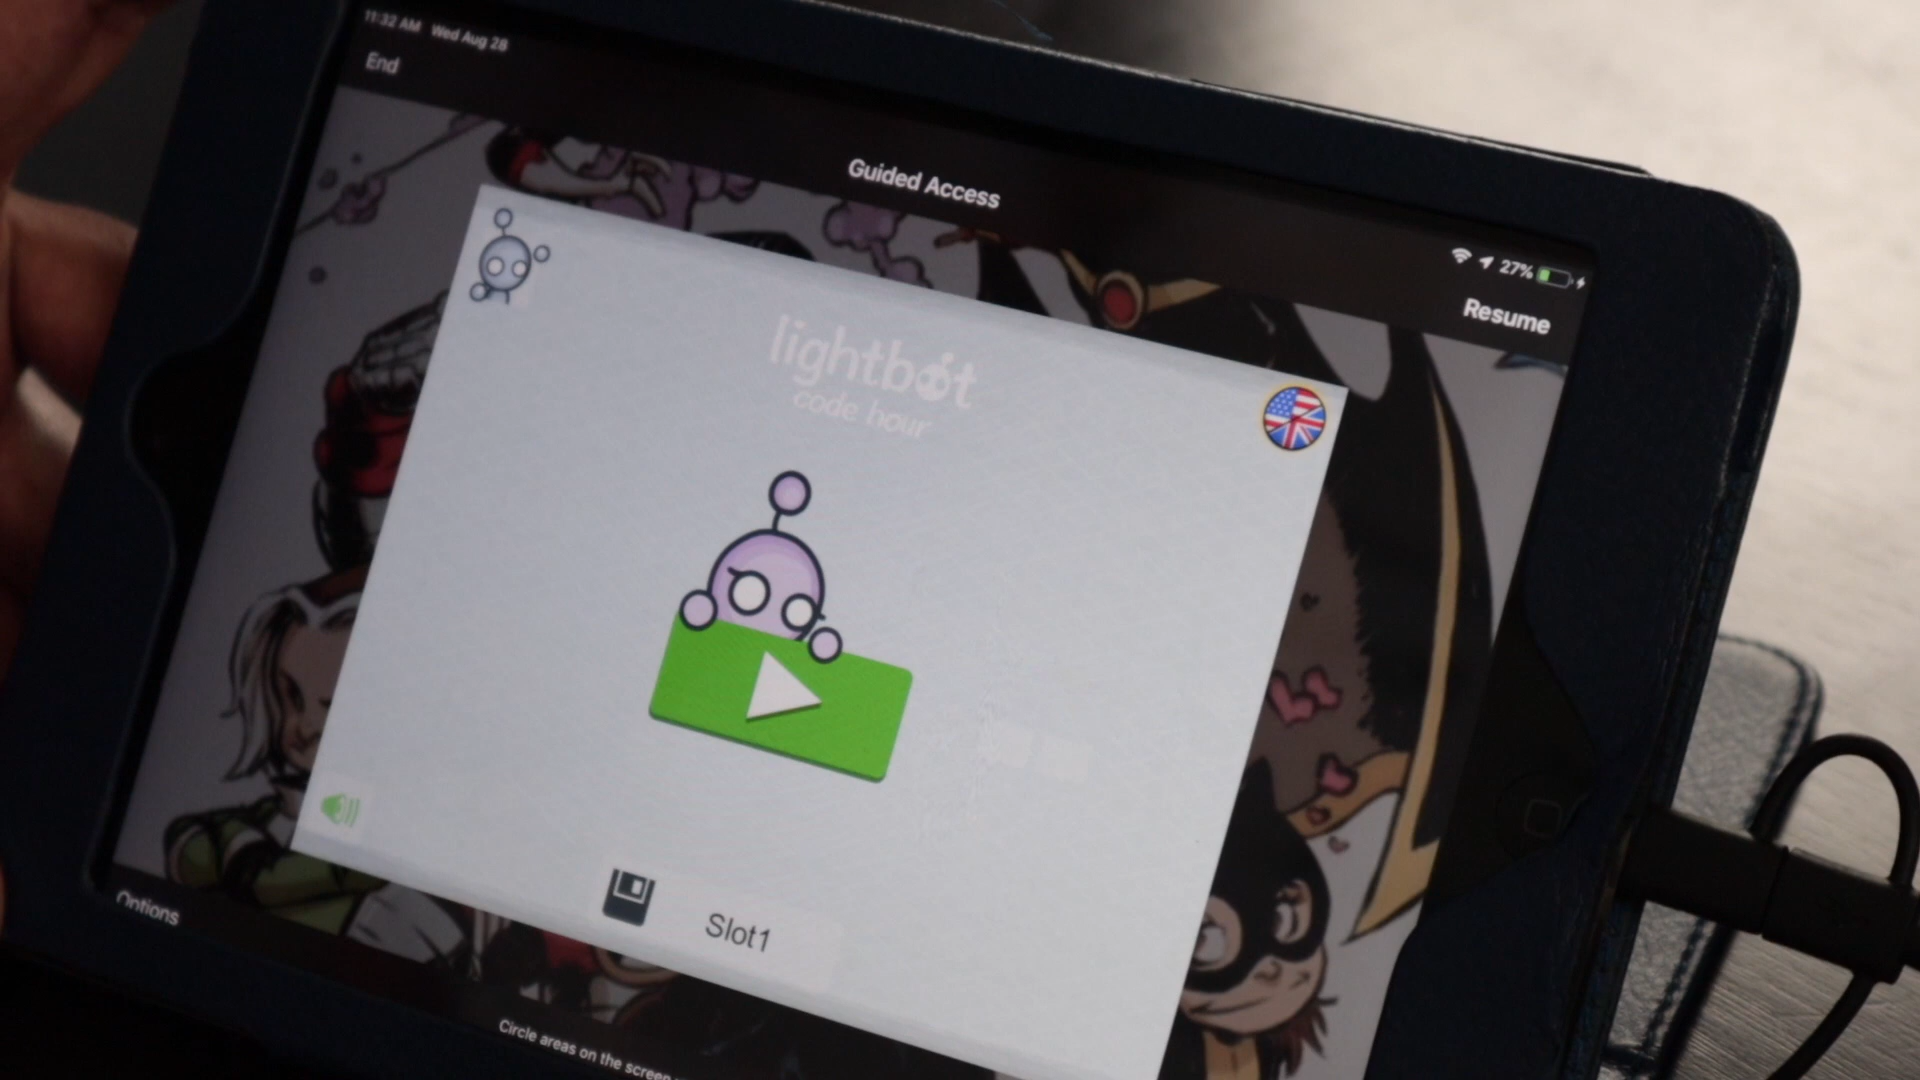 11:32 AM Wed Aug 28
End
Guided Access
27%
Resume
lightbot
code hour
Slot1
Options
Circle areas on the screen